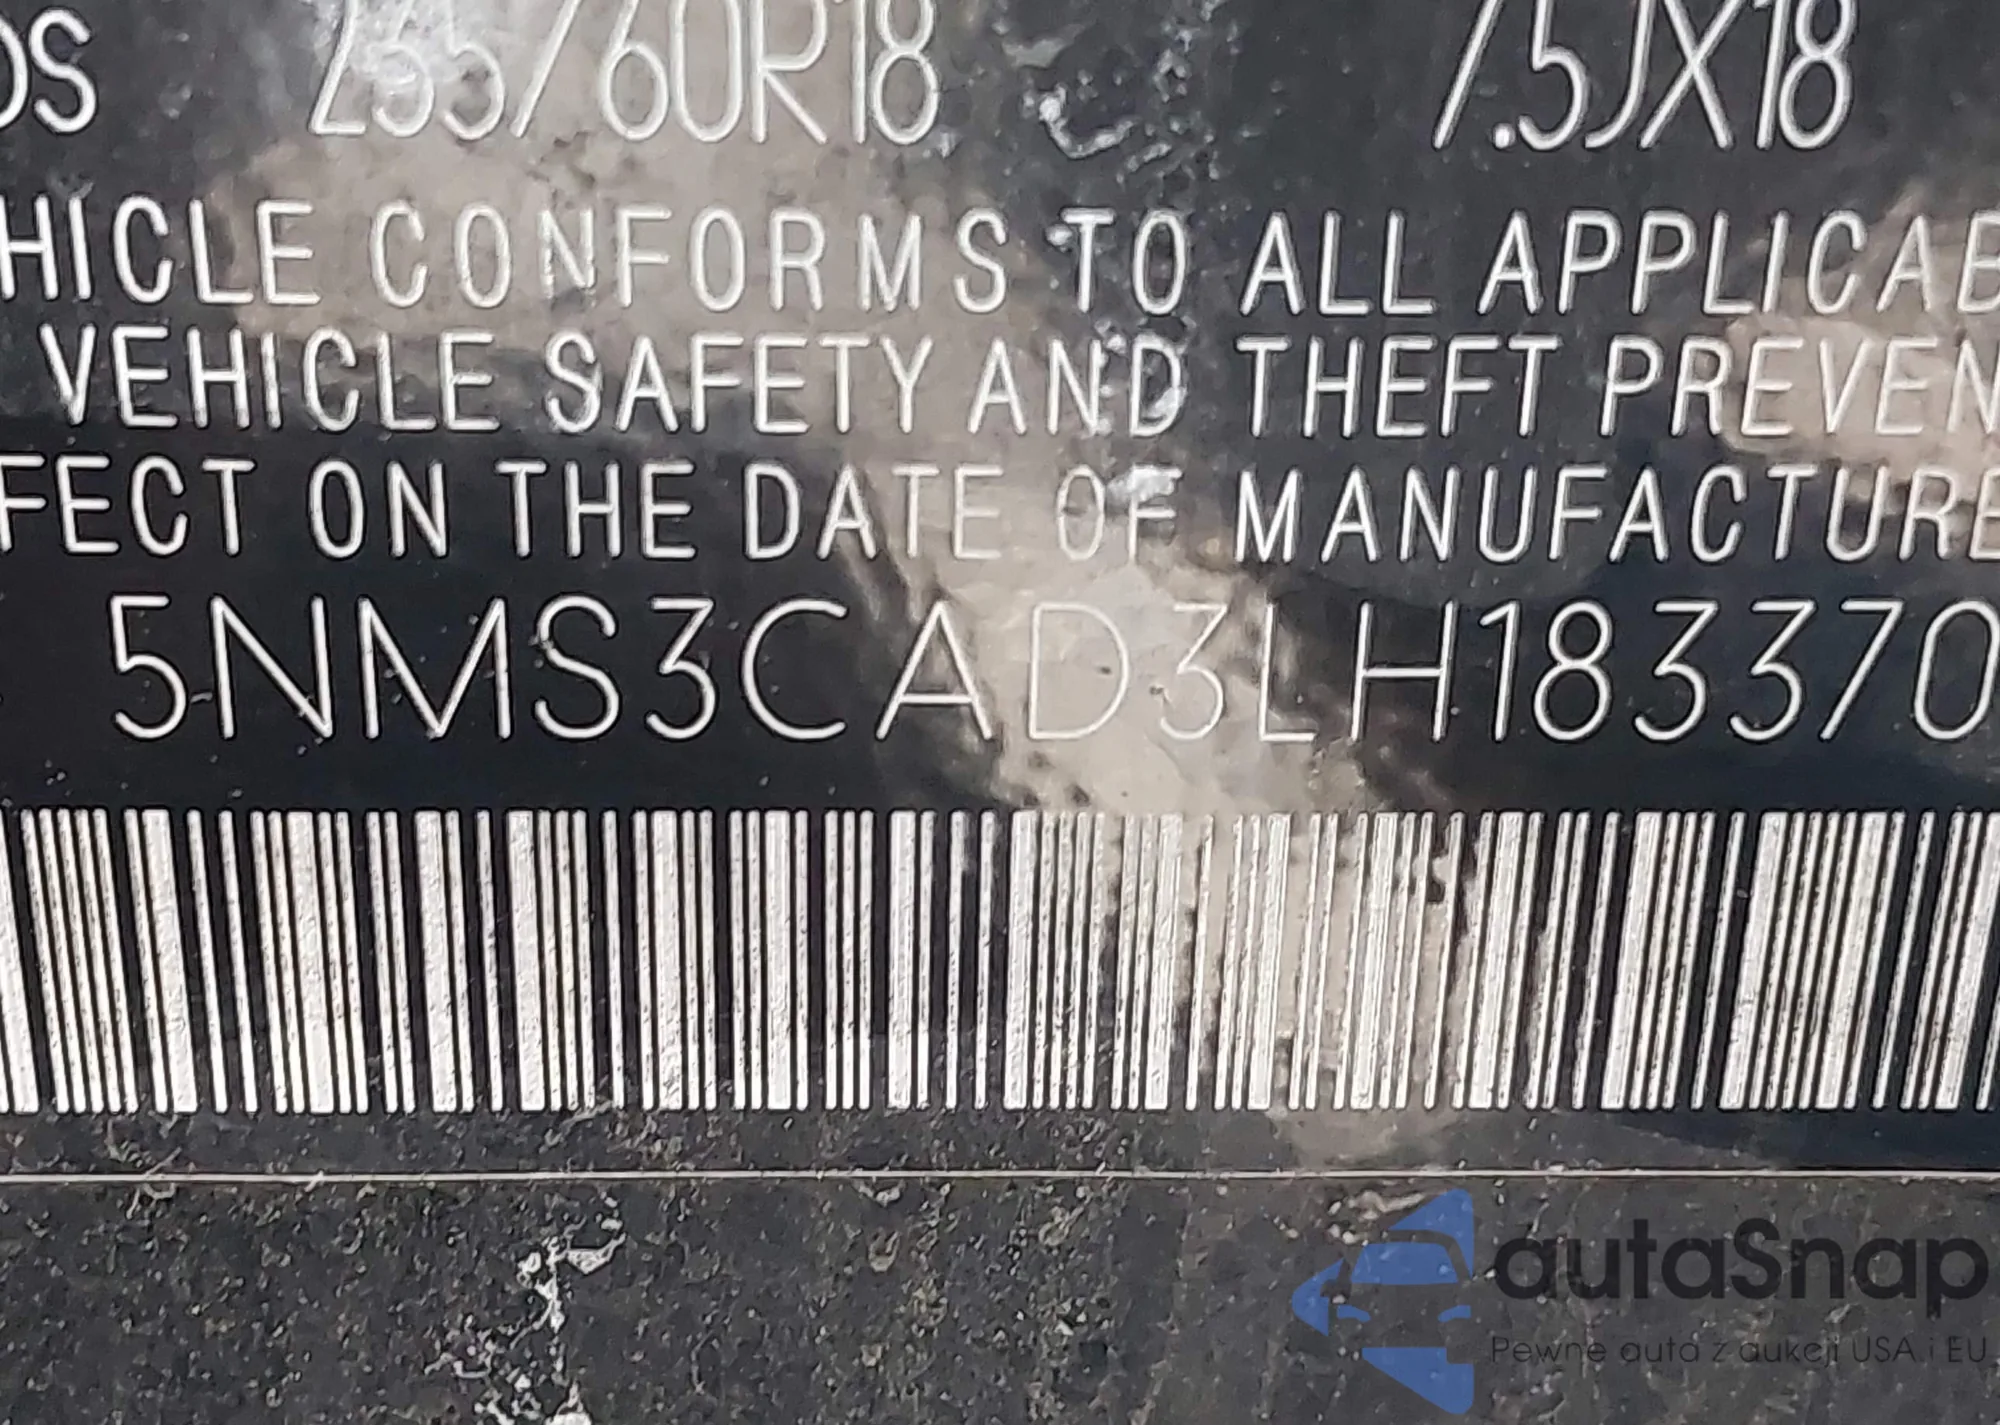 DS 235/60R18 7.5JX18
HICLE CONFORMS TO ALL APPLICAB
VEHICLE SAFETY AND THEFT PREVEN
FECT ON THE DATE OF MANUFACTURE
5NMS3CAD3LH183370
autaSnap
Pewne auta z aukcji USA i EU